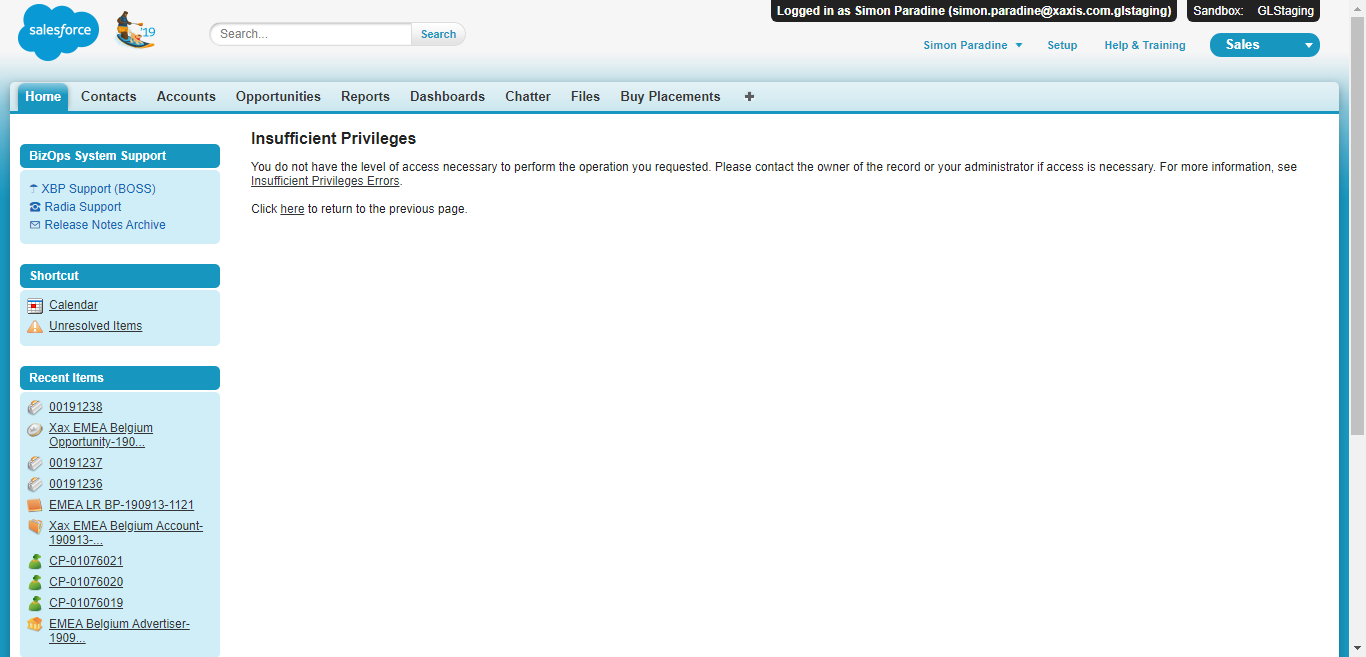 Logged in as Simon Paradine (simon.paradine@xaxis.com.glstaging)
Sandbox: GLStaging
salesforce
'19
Search...
Search
Simon Paradine
Setup
Help & Training
Sales
Home
Contacts
Accounts
Opportunities
Reports
Dashboards
Chatter
Files
Buy Placements
+
BizOps System Support
XBP Support (BOSS)
Radia Support
Release Notes Archive
Shortcut
Calendar
Unresolved Items
Recent Items
00191238
Xax EMEA Belgium
Opportunity-190...
00191237
00191236
EMEA LR BP-190913-1121
Xax EMEA Belgium Account-
190913-...
CP-01076021
CP-01076020
CP-01076019
EMEA Belgium Advertiser-
1909...
Insufficient Privileges
You do not have the level of access necessary to perform the operation you requested. Please contact the owner of the record or your administrator if access is necessary. For more information, see
Insufficient Privileges Errors.
Click here to return to the previous page.